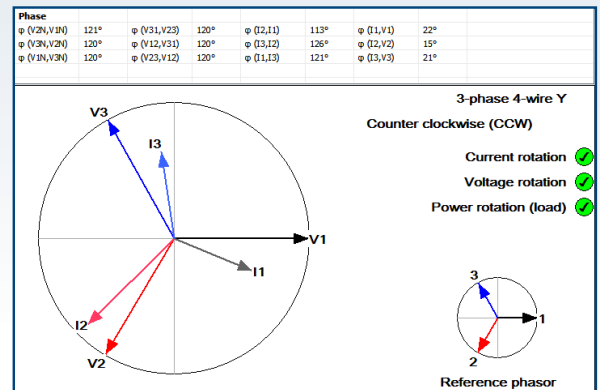 Phase
φ (V2N,V1N) 121° φ (V31,V23) 120° φ (I2,I1) 113° φ (I1,V1) 22°
φ (V3N,V2N) 120° φ (V12,V31) 120° φ (I3,I2) 126° φ (I2,V2) 15°
φ (V1N,V3N) 120° φ (V23,V12) 120° φ (I1,I3) 121° φ (I3,V3) 21°
3-phase 4-wire Y
Counter clockwise (CCW)
Current rotation
Voltage rotation
Power rotation (load)
V3
I3
V1
I1
I2
V2
3
1
2
Reference phasor